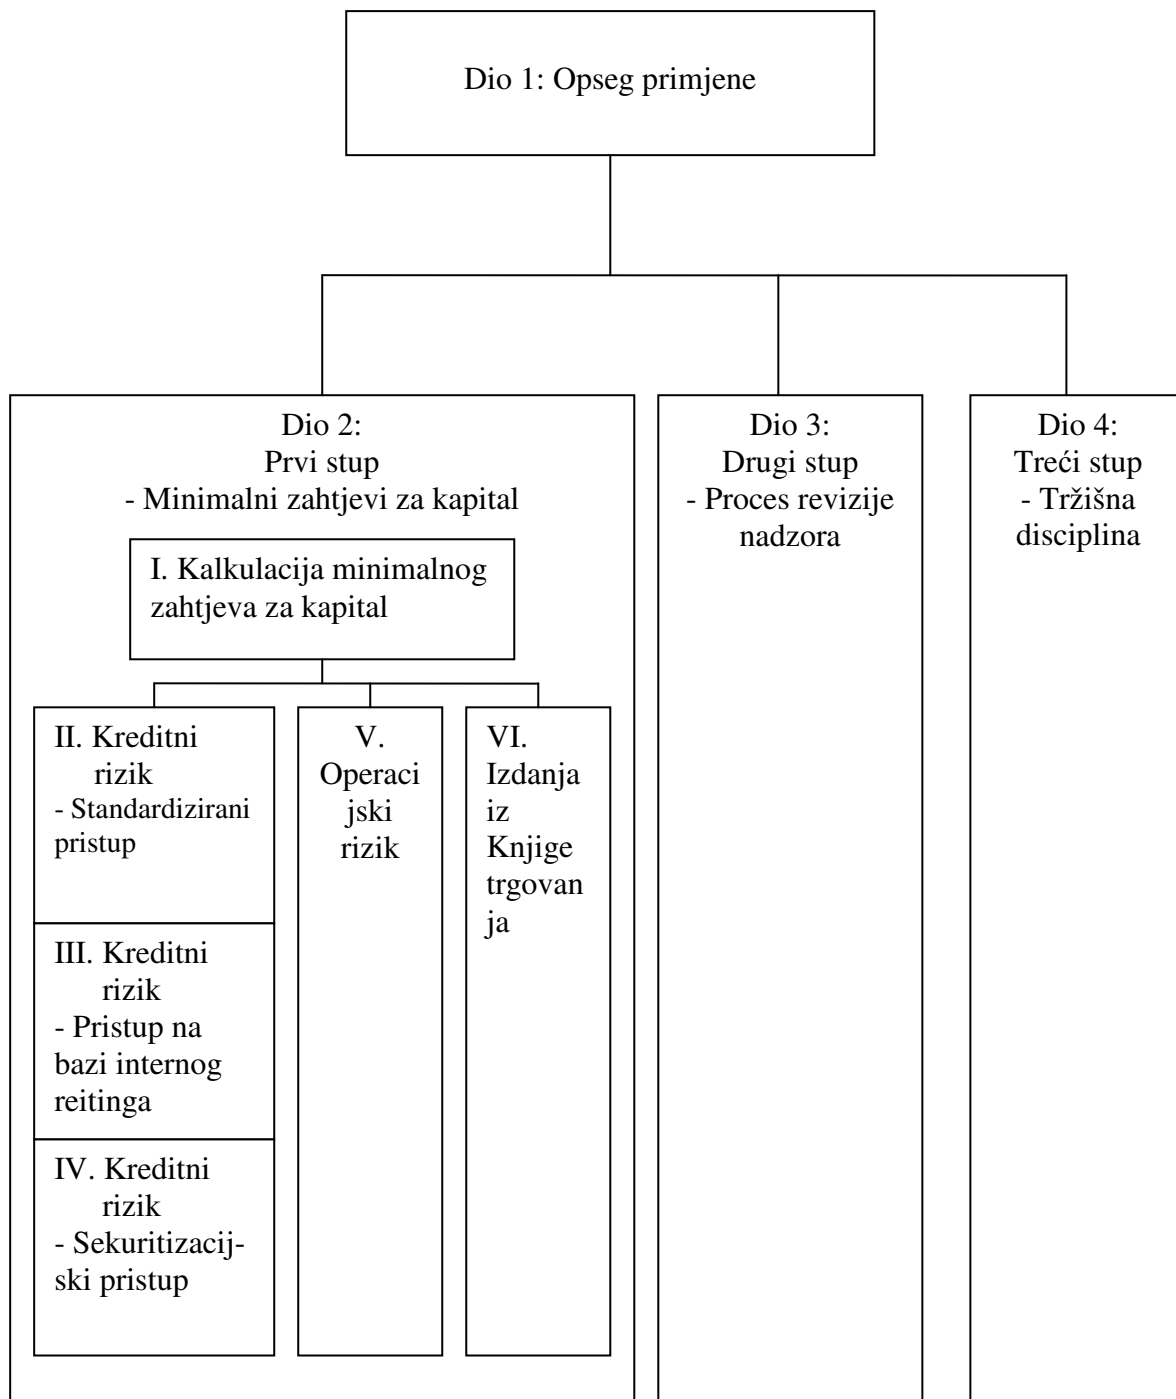 Dio 1: Opseg primjene
Dio 2:
Prvi stup
- Minimalni zahtjevi za kapital
I. Kalkulacija minimalnog
zahtjeva za kapital
II. Kreditni
rizik
- Standardizirani
pristup
III. Kreditni
rizik
- Pristup na
bazi internog
reitinga
IV. Kreditni
rizik
- Sekuritizacij-
ski pristup
V.
Operaci
jski
rizik
VI.
Izdanja
iz
Knjige
trgovan
ja
Dio 3:
Drugi stup
- Proces revizije
nadzora
Dio 4:
Treći stup
- Tržišna
disciplina